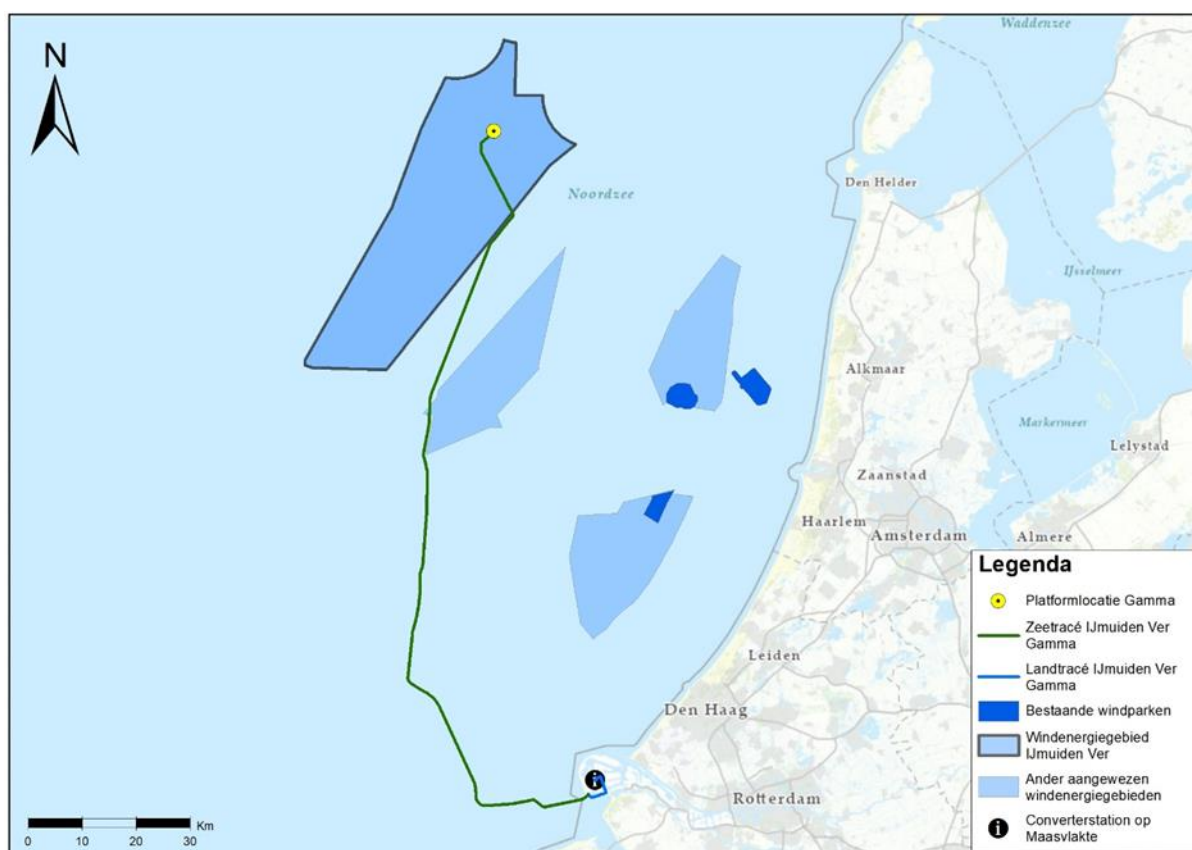 Waddenzee
N
Noordzee
Den Helder
IJsselmeer
Alkmaar
Markermeer
Lelystad
Zaanstad
Haarlem
Amsterdam
Almere
Leiden
Den Haag
Rotterdam
Legenda
Platformlocatie Gamma
Zeetracé IJmuiden Ver
Gamma
Landtracé IJmuiden Ver
Gamma
Bestaande windparken
Windenergiegebied
IJmuiden Ver
Ander aangewezen
windenergiegebieden
Converterstation op
Maasvlakte
0 10 20 30 Km